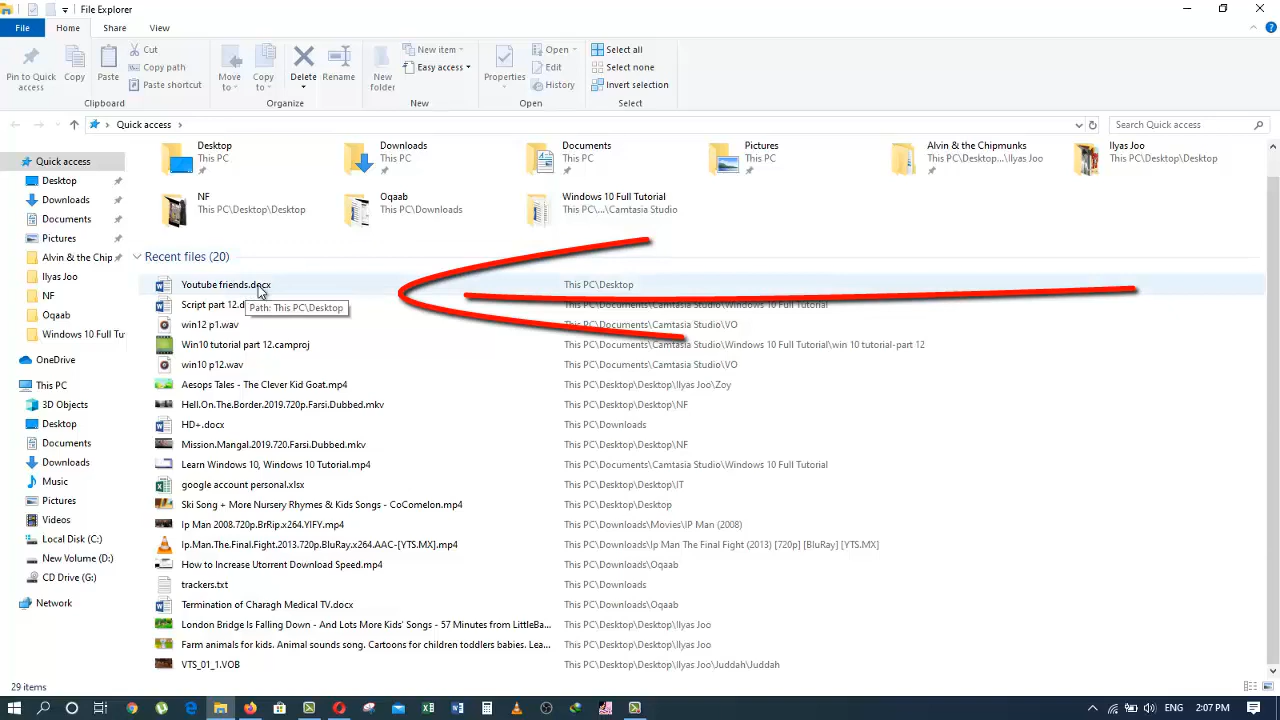 File Explorer
File Home Share View
Pin to Quick access
Copy
Paste
Cut
Copy path
Paste shortcut
Clipboard
Move to
Copy to
Delete
Rename
Organize
New folder
New item
Easy access
New
Properties
Open
Edit
History
Open
Select all
Select none
Invert selection
Select
Quick access
Search Quick access
Quick access
Desktop
Downloads
Documents
Pictures
Alvin & the Chip
Ilyas Joo
NF
Oqaab
Windows 10 Full Tu
OneDrive
This PC
3D Objects
Desktop
Documents
Downloads
Music
Pictures
Videos
Local Disk (C:)
New Volume (D:)
CD Drive (G:)
Network
Desktop
This PC
Downloads
This PC
Documents
This PC
Pictures
This PC
Alvin & the Chipmunks
This PC\Desktop...\Ilyas Joo
Ilyas Joo
This PC\Desktop\Desktop
NF
This PC\Desktop\Desktop
Oqaab
This PC\Downloads
Windows 10 Full Tutorial
This PC\...\Camtasia Studio
Recent files (20)
Youtube friends.docx This PC\Desktop
Script part 12.d This PC\Documents\Camtasia Studio\Windows 10 Full Tutorial
Path: This PC\Desktop
win12 p1.wav This PC\Documents\Camtasia Studio\VO
Win10 tutorial part 12.camproj This PC\Documents\Camtasia Studio\Windows 10 Full Tutorial\win 10 tutorial-part 12
win10 p12.wav This PC\Documents\Camtasia Studio\VO
Aesops Tales - The Clever Kid Goat.mp4 This PC\Desktop\Desktop\Ilyas Joo\Zoy
Hell.On.The.Border.2019.720p.Farsi.Dubbed.mkv This PC\Desktop\Desktop\NF
HD+.docx This PC\Downloads
Mission.Mangal.2019.720.Farsi.Dubbed.mkv This PC\Desktop\Desktop\NF
Learn Windows 10, Windows 10 Tutorial.mp4 This PC\Documents\Camtasia Studio\Windows 10 Full Tutorial
google account personal.xlsx This PC\Desktop\Desktop\IT
Ski Song + More Nursery Rhymes & Kids Songs - CoComelon.mp4 This PC\Desktop\Desktop
Ip Man 2008.720p.BrRip.x264.YIFY.mp4 This PC\Downloads\Movies\IP Man (2008)
Ip.Man.The.Final.Fight.2013.720p.BluRay.x264.AAC-[YTS.MX].mp4 This PC\Downloads\Ip Man The Final Fight (2013) [720p] [BluRay] [YTS.MX]
How to Increase Utorrent Download Speed.mp4 This PC\Downloads\Oqaab
trackers.txt This PC\Downloads
Termination of Charagh Medical TV.docx This PC\Downloads\Oqaab
London Bridge Is Falling Down - And Lots More Kids' Songs - 57 Minutes from LittleBa... This PC\Desktop\Desktop\Ilyas Joo
Farm animals for kids. Animal sounds song. Cartoons for children toddlers babies. Lea... This PC\Desktop\Desktop\Ilyas Joo
VTS_01_1.VOB This PC\Desktop\Desktop\Ilyas Joo\Juddah\Juddah
29 items
ENG 2:07 PM